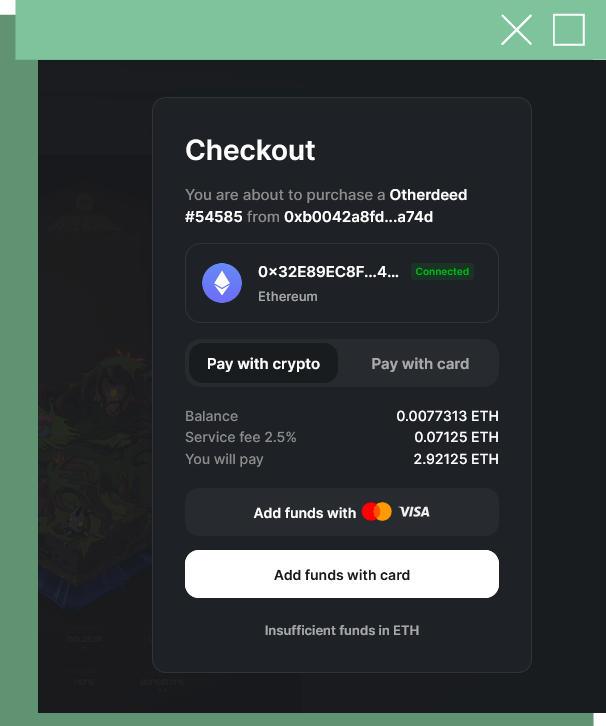 Checkout
You are about to purchase a Otherdeed
#54585 from 0xb0042a8fd...a74d
0×32E89EC8F...4... Connected
Ethereum
Pay with crypto Pay with card
Balance 0.0077313 ETH
Service fee 2.5% 0.07125 ETH
You will pay 2.92125 ETH
Add funds with VISA
Add funds with card
Insufficient funds in ETH